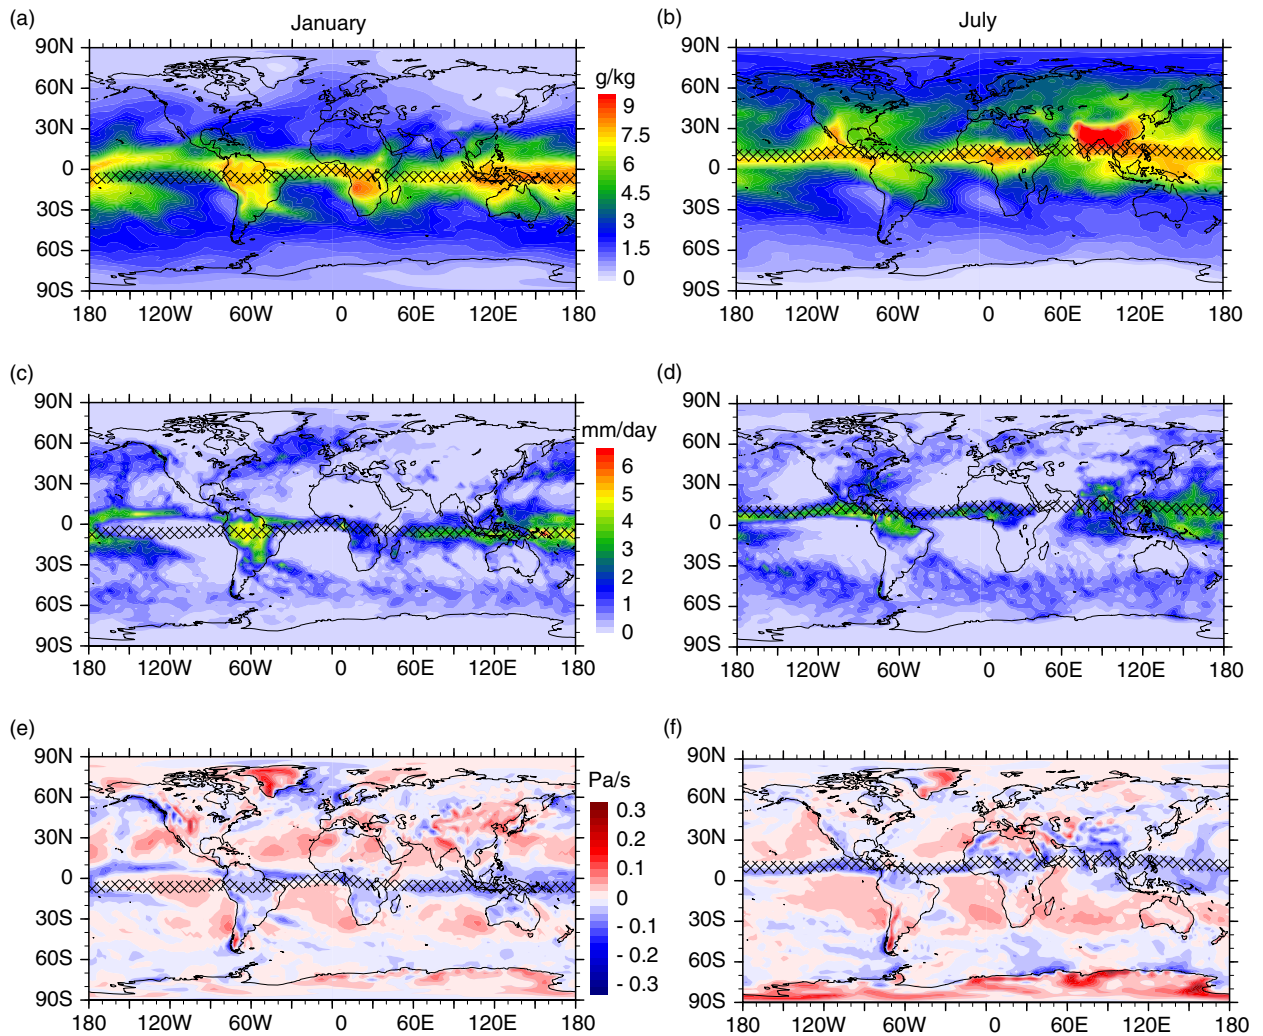 (a)
January
(b)
July
90N
60N
30N
0
30S
60S
90S
180
120W
60W
0
60E
120E
180
g/kg
9
7.5
6
4.5
3
1.5
0
90N
60N
30N
0
30S
60S
90S
180
120W
60W
0
60E
120E
180
(c)
(d)
90N
60N
30N
0
30S
60S
90S
180
120W
60W
0
60E
120E
180
mm/day
6
5
4
3
2
1
0
90N
60N
30N
0
30S
60S
90S
180
120W
60W
0
60E
120E
180
(e)
(f)
90N
60N
30N
0
30S
60S
90S
180
120W
60W
0
60E
120E
180
Pa/s
0.3
0.2
0.1
0
- 0.1
- 0.2
- 0.3
90N
60N
30N
0
30S
60S
90S
180
120W
60W
0
60E
120E
180